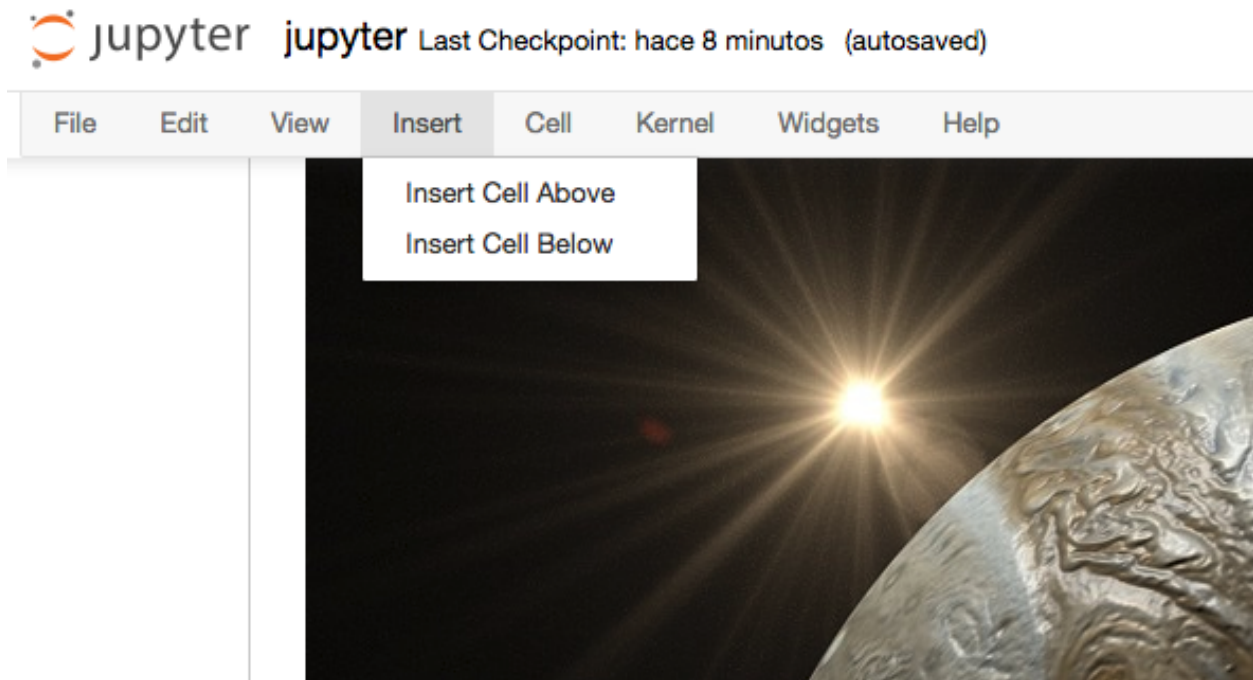 jupyter jupyter Last Checkpoint: hace 8 minutos (autosaved)
File Edit View Insert Cell Kernel Widgets Help
Insert Cell Above
Insert Cell Below